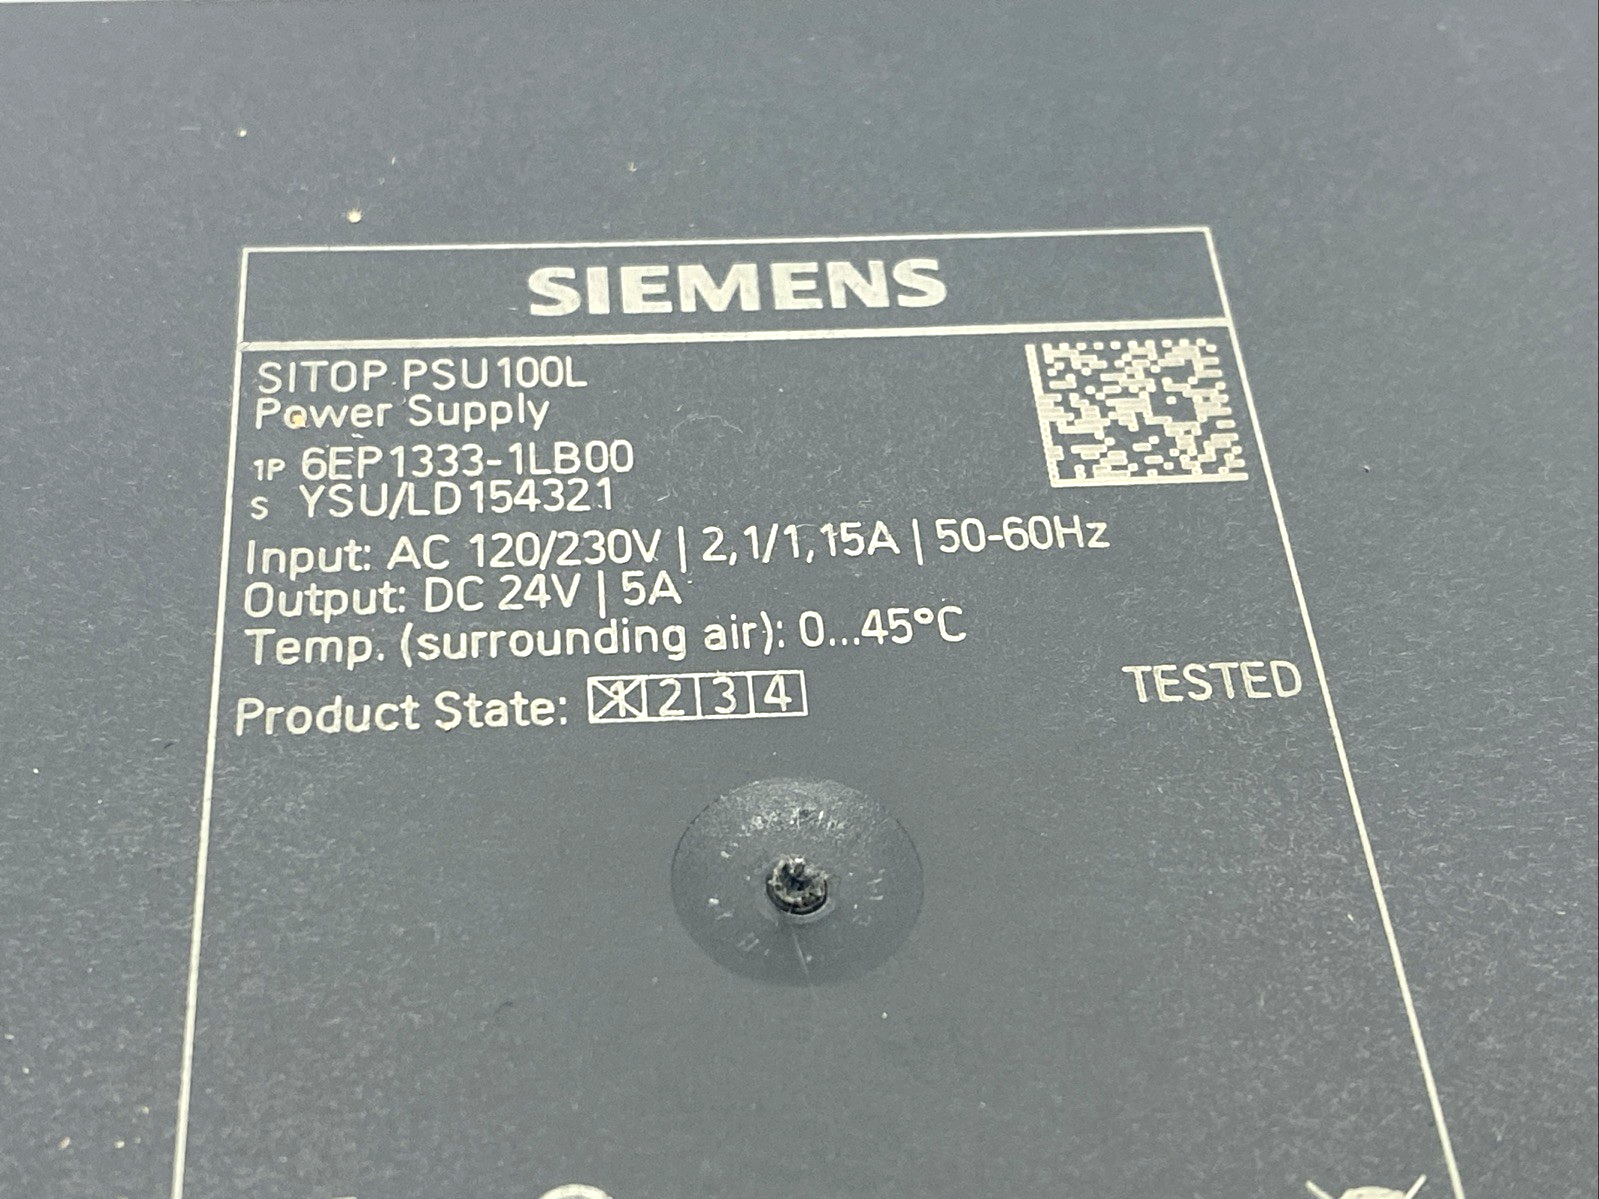 SIEMENS
SITOP PSU100L
Power Supply
1P 6EP1333-1LB00
S YSU/LD154321
Input: AC 120/230V | 2,1/1,15A | 50-60Hz
Output: DC 24V | 5A
Temp. (surrounding air): 0...45°C
Product State: 1 2 3 4
TESTED